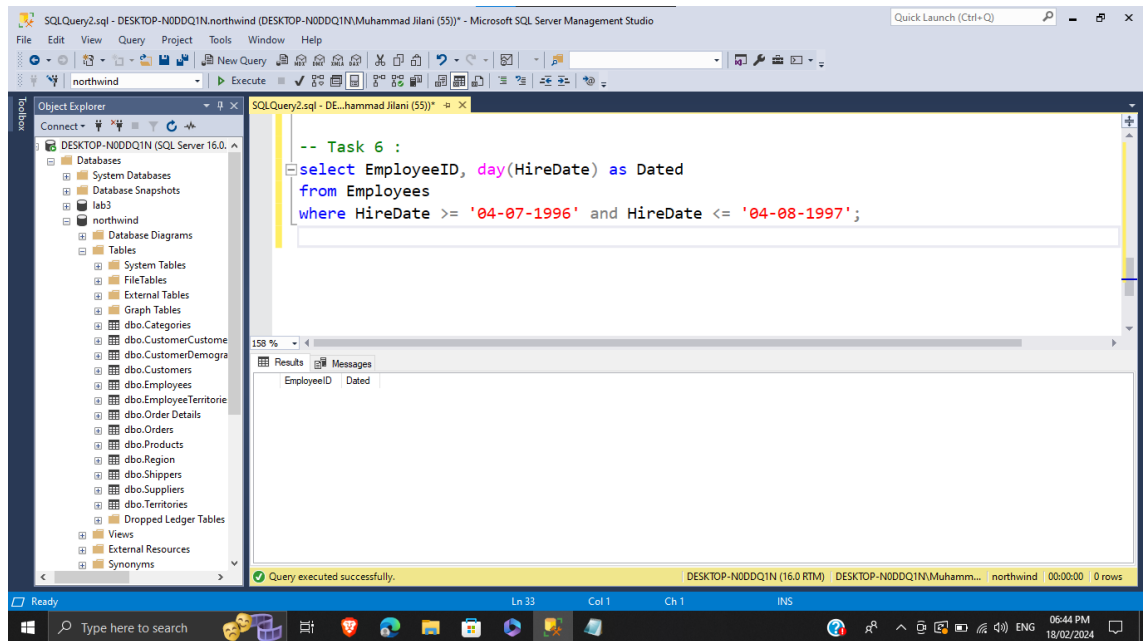 SQLQuery2.sql - DESKTOP-N0DDQ1N.northwind (DESKTOP-N0DDQ1N\Muhammad Jilani (55))* - Microsoft SQL Server Management Studio
Quick Launch (Ctrl+Q)
File Edit View Query Project Tools Window Help
New Query
northwind
Execute
Toolbox
Object Explorer
SQLQuery2.sql - DE...hammad Jilani (55))*
Connect
DESKTOP-N0DDQ1N (SQL Server 16.0.
Databases
System Databases
Database Snapshots
lab3
northwind
Database Diagrams
Tables
System Tables
FileTables
External Tables
Graph Tables
dbo.Categories
dbo.CustomerCustome
dbo.CustomerDemogra
dbo.Customers
dbo.Employees
dbo.EmployeeTerritorie
dbo.Order Details
dbo.Orders
dbo.Products
dbo.Region
dbo.Shippers
dbo.Suppliers
dbo.Territories
Dropped Ledger Tables
Views
External Resources
Synonyms
-- Task 6 :
select EmployeeID, day(HireDate) as Dated
from Employees
where HireDate >= '04-07-1996' and HireDate <= '04-08-1997';
158 %
Results Messages
EmployeeID Dated
Query executed successfully.
DESKTOP-N0DDQ1N (16.0 RTM) DESKTOP-N0DDQ1N\Muhamm... northwind 00:00:00 0 rows
Ready Ln 33 Col 1 Ch 1 INS
Type here to search
ENG
06:44 PM
18/02/2024